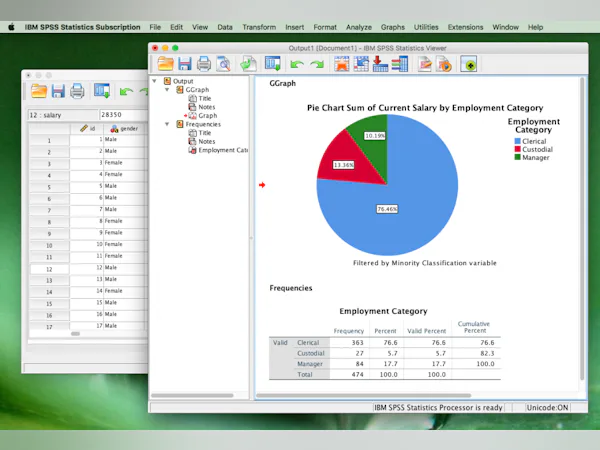 IBM SPSS Statistics Subscription File Edit View Data Transform Insert Format Analyze Graphs Utilities Extensions Window Help
Output1 [Document1] - IBM SPSS Statistics Viewer
Output
GGraph
Title
Notes
Graph
Frequencies
Title
Notes
Employment Cat
12 : salary 28350
id gender
1 1 Male
2 2 Male
3 3 Female
4 4 Female
5 5 Male
6 6 Male
7 7 Male
8 8 Female
9 9 Female
10 10 Female
11 11 Female
12 12 Male
13 13 Male
14 14 Female
15 15 Male
16 16 Male
17 17 Male
GGraph
Pie Chart Sum of Current Salary by Employment Category
Employment
Category
Clerical
Custodial
Manager
10.19%
13.36%
76.46%
Filtered by Minority Classification variable
Frequencies
Employment Category
Frequency Percent Valid Percent Cumulative Percent
Valid Clerical 363 76.6 76.6 76.6
Custodial 27 5.7 5.7 82.3
Manager 84 17.7 17.7 100.0
Total 474 100.0 100.0
IBM SPSS Statistics Processor is ready Unicode:ON